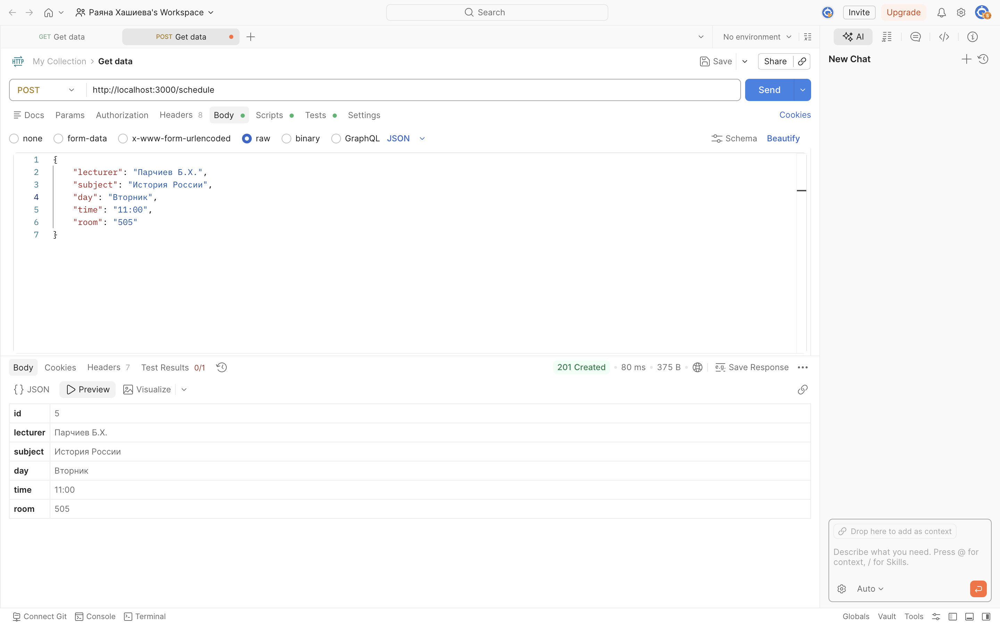 Раяна Хашиева's Workspace
Search
Invite
Upgrade
GET Get data
POST Get data
No environment
AI
HTTP My Collection > Get data
Save
Share
New Chat
POST http://localhost:3000/schedule
Send
Docs Params Authorization Headers 8 Body Scripts Tests Settings
Cookies
none form-data x-www-form-urlencoded raw binary GraphQL JSON
Schema Beautify
1 {
2 "lecturer": "Парчиев Б.Х.",
3 "subject": "История России",
4 "day": "Вторник",
5 "time": "11:00",
6 "room": "505"
7 }
Body Cookies Headers 7 Test Results 0/1
201 Created • 80 ms • 375 B • e.g. Save Response
{} JSON Preview Visualize
id 5
lecturer Парчиев Б.Х.
subject История России
day Вторник
time 11:00
room 505
Drop here to add as context
Describe what you need. Press @ for
context, / for Skills.
Auto
Connect Git Console Terminal
Globals Vault Tools